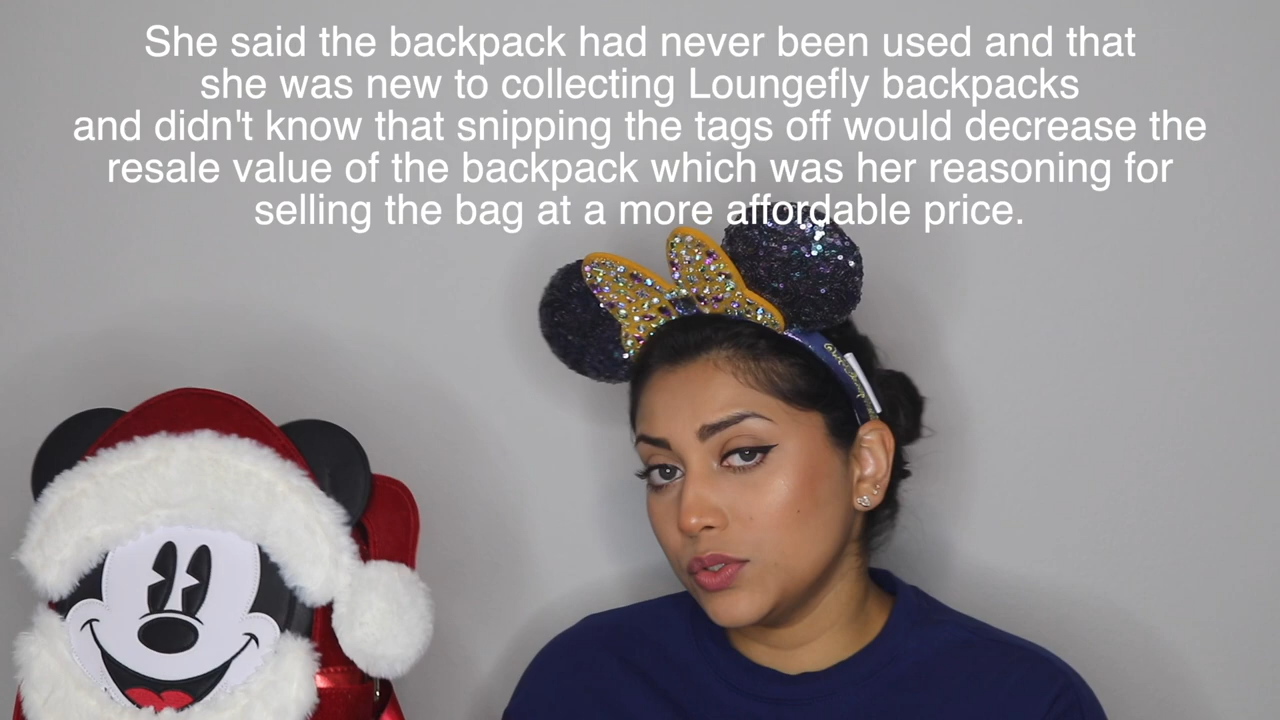 She said the backpack had never been used and that
she was new to collecting Loungefly backpacks
and didn't know that snipping the tags off would decrease the
resale value of the backpack which was her reasoning for
selling the bag at a more affordable price.